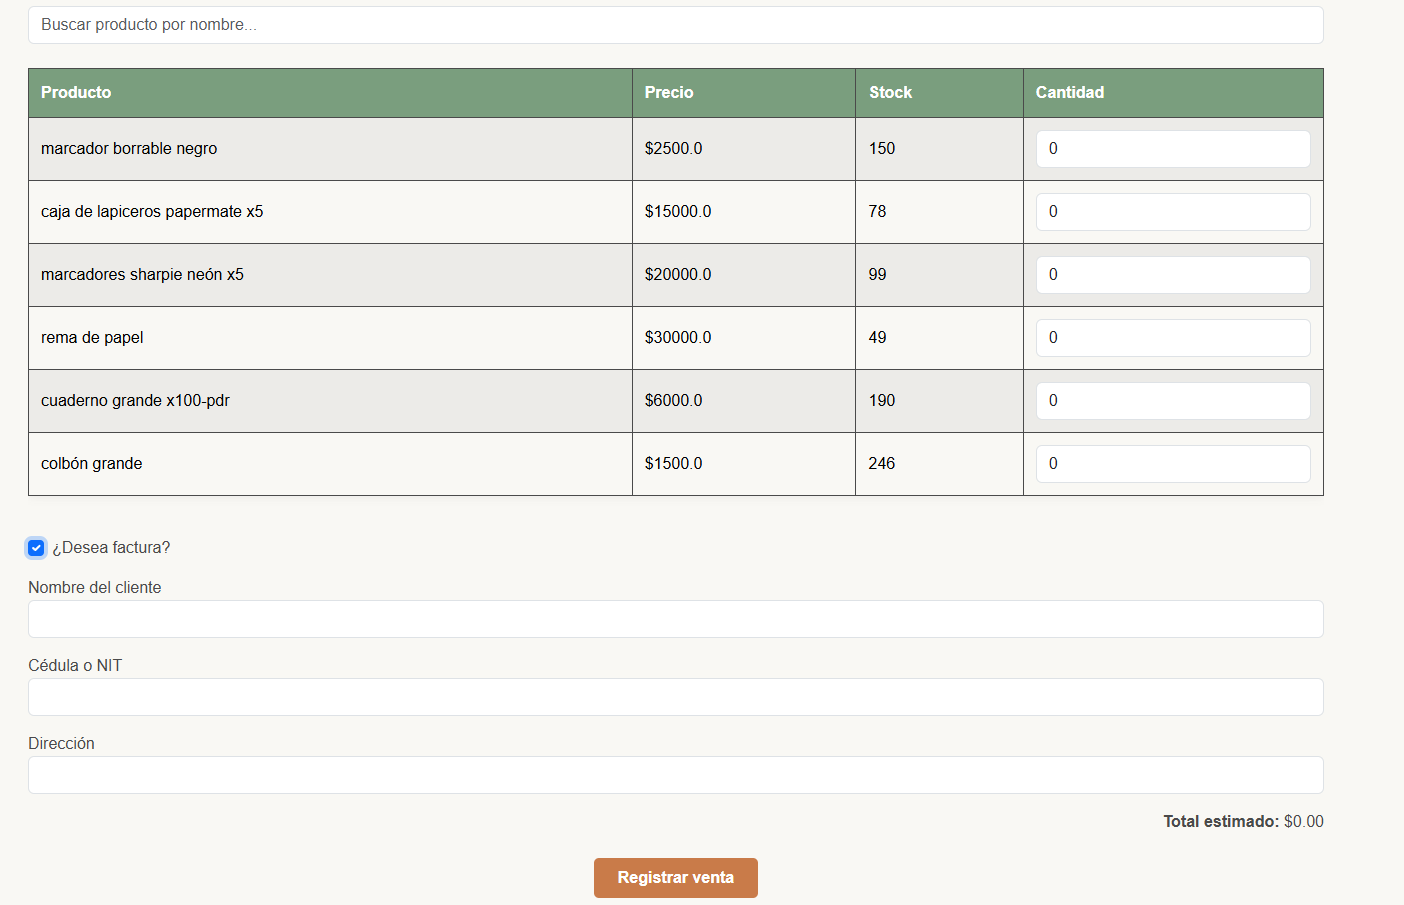 Buscar producto por nombre...
Producto Precio Stock Cantidad
marcador borrable negro $2500.0 150 0
caja de lapiceros papermate x5 $15000.0 78 0
marcadores sharpie neón x5 $20000.0 99 0
rema de papel $30000.0 49 0
cuaderno grande x100-pdr $6000.0 190 0
colbón grande $1500.0 246 0
¿Desea factura?
Nombre del cliente
Cédula o NIT
Dirección
Total estimado: $0.00
Registrar venta